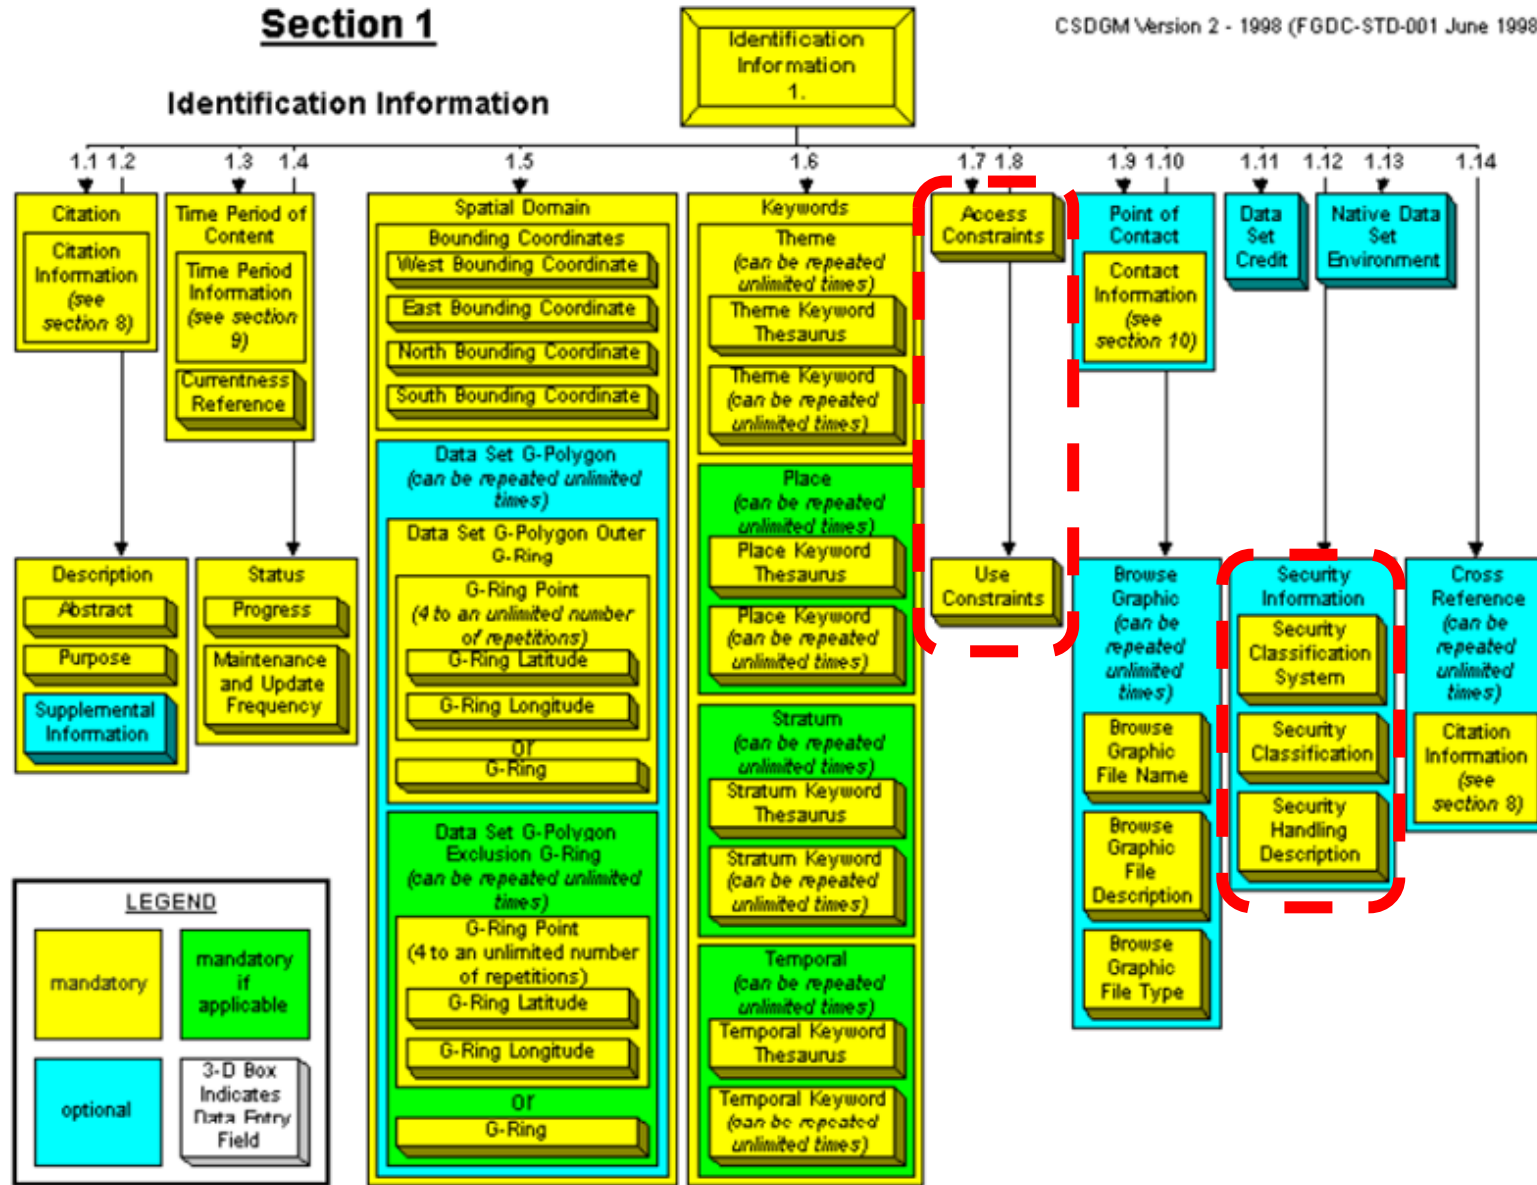 Section 1
CSDGM Version 2 - 1998 (FGDC-STD-001 June 1998
Identification Information
Identification
Information
1.
1.1 1.2 1.3 1.4 1.5 1.6 1.7 1.8 1.9 1.10 1.11 1.12 1.13 1.14
Citation
Citation
Information
(see
section 8)
Description
Abstract
Purpose
Supplemental
Information
Time Period of
Content
Time Period
Information
(see section
9)
Currentness
Reference
Status
Progress
Maintenance
and Update
Frequency
Spatial Domain
Bounding Coordinates
West Bounding Coordinate
East Bounding Coordinate
North Bounding Coordinate
South Bounding Coordinate
Data Set G-Polygon
(can be repeated unlimited
times)
Data Set G-Polygon Outer
G-Ring
G-Ring Point
(4 to an unlimited number
of repetitions)
G-Ring Latitude
G-Ring Longitude
or
G-Ring
Data Set G-Polygon
Exclusion G-Ring
(can be repeated unlimited
times)
G-Ring Point
(4 to an unlimited number
of repetitions)
G-Ring Latitude
G-Ring Longitude
or
G-Ring
Keywords
Theme
(can be repeated
unlimited times)
Theme Keyword
Thesaurus
Theme Keyword
(can be repeated
unlimited times)
Place
(can be repeated
unlimited times)
Place Keyword
Thesaurus
Place Keyword
(can be repeated
unlimited times)
Stratum
(can be repeated
unlimited times)
Stratum Keyword
Thesaurus
Stratum Keyword
(can be repeated
unlimited times)
Temporal
(can be repeated
unlimited times)
Temporal Keyword
Thesaurus
Temporal Keyword
(can be repeated
unlimited times)
Access
Constraints
Use
Constraints
Point of
Contact
Contact
Information
(see
section 10)
Browse
Graphic
(can be
repeated
unlimited
times)
Browse
Graphic
File Name
Browse
Graphic
File
Description
Browse
Graphic
File Type
Data
Set
Credit
Native Data
Set
Environment
Security
Information
Security
Classification
System
Security
Classification
Security
Handling
Description
Cross
Reference
(can be
repeated
unlimited
times)
Citation
Information
(see
section 8)
LEGEND
mandatory
mandatory
if
applicable
optional
3-D Box
Indicates
Data Entry
Field